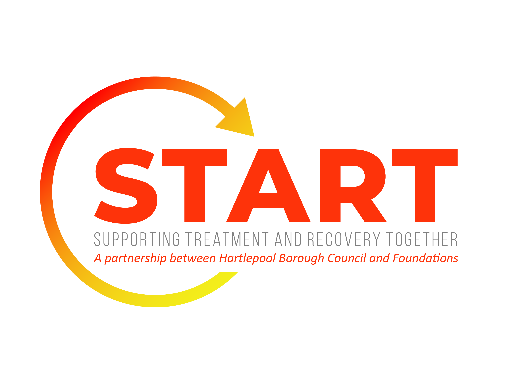 START
SUPPORTING TREATMENT AND RECOVERY TOGETHER
A partnership between Hartlepool Borough Council and Foundations